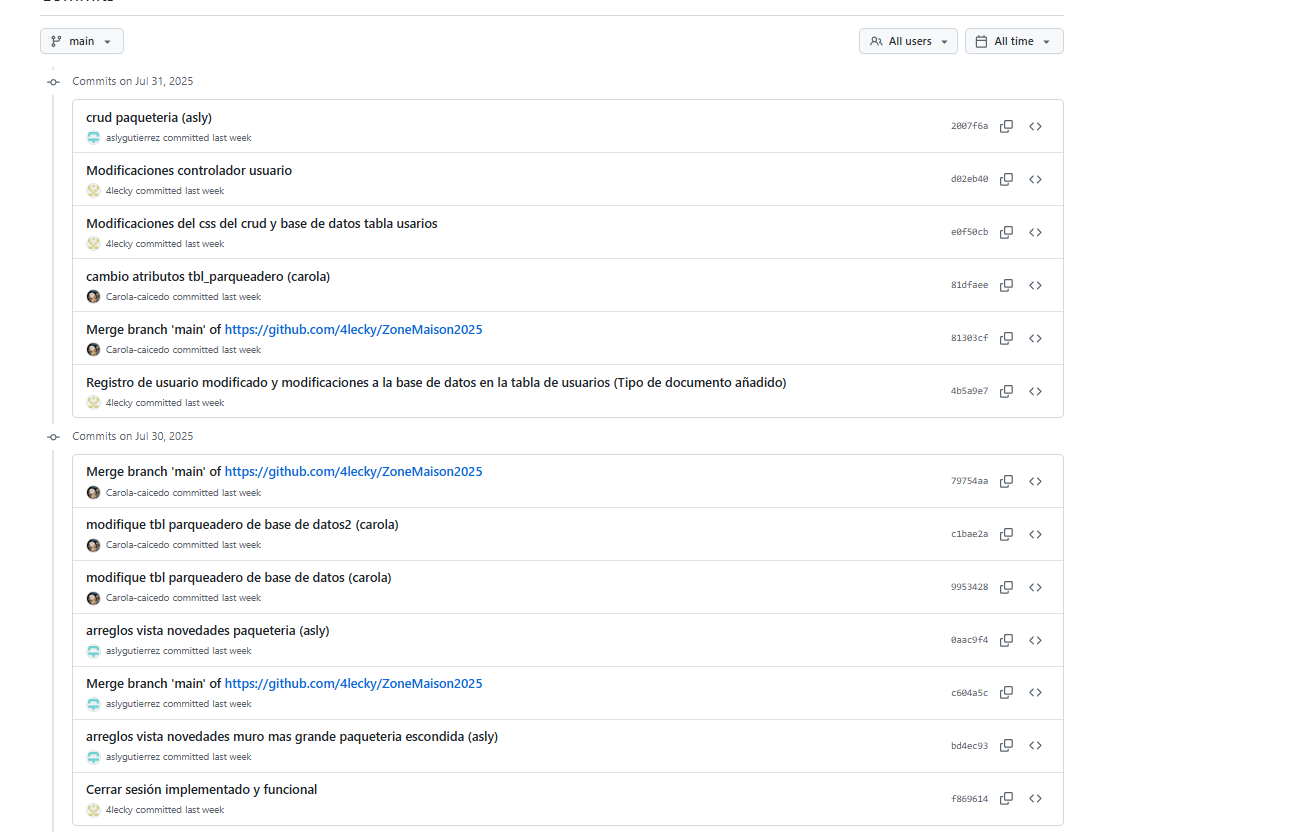 main
All users
All time
Commits on Jul 31, 2025
crud paqueteria (asly)
aslygutierrez committed last week
2007f6a
Modificaciones controlador usuario
4lecky committed last week
d02eb40
Modificaciones del css del crud y base de datos tabla usarios
4lecky committed last week
e0f50cb
cambio atributos tbl_parqueadero (carola)
Carola-caicedo committed last week
81dfaee
Merge branch 'main' of https://github.com/4lecky/ZoneMaison2025
Carola-caicedo committed last week
81303cf
Registro de usuario modificado y modificaciones a la base de datos en la tabla de usuarios (Tipo de documento añadido)
4lecky committed last week
4b5a9e7
Commits on Jul 30, 2025
Merge branch 'main' of https://github.com/4lecky/ZoneMaison2025
Carola-caicedo committed last week
79754aa
modifique tbl parqueadero de base de datos2 (carola)
Carola-caicedo committed last week
c1bae2a
modifique tbl parqueadero de base de datos (carola)
Carola-caicedo committed last week
9953428
arreglos vista novedades paqueteria (asly)
aslygutierrez committed last week
0aac9f4
Merge branch 'main' of https://github.com/4lecky/ZoneMaison2025
aslygutierrez committed last week
c604a5c
arreglos vista novedades muro mas grande paqueteria escondida (asly)
aslygutierrez committed last week
bd4ec93
Cerrar sesión implementado y funcional
4lecky committed last week
f869614